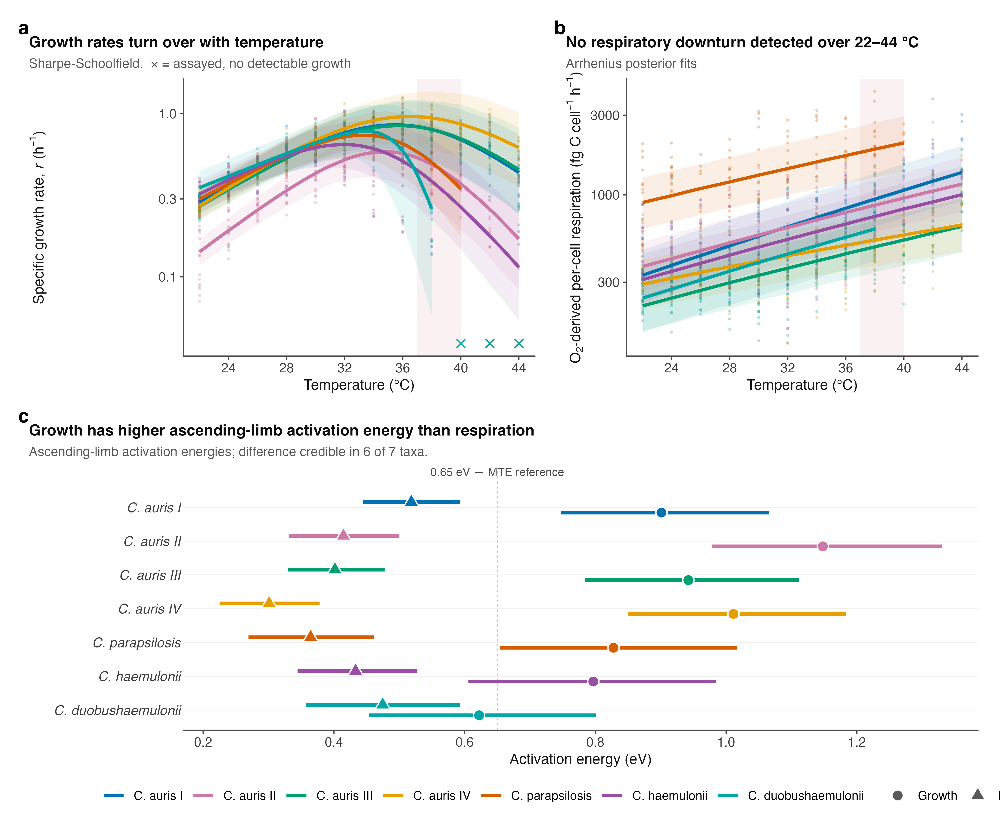 a
Growth rates turn over with temperature
Sharpe-Schoolfield. × = assayed, no detectable growth
Specific growth rate, r (h⁻¹)
1.0
0.3
0.1
24 28 32 36 40 44
Temperature (°C)
b
No respiratory downturn detected over 22–44 °C
Arrhenius posterior fits
O₂-derived per-cell respiration (fg C cell⁻¹ h⁻¹)
3000
1000
300
24 28 32 36 40 44
Temperature (°C)
c
Growth has higher ascending-limb activation energy than respiration
Ascending-limb activation energies; difference credible in 6 of 7 taxa.
0.65 eV — MTE reference
C. auris I
C. auris II
C. auris III
C. auris IV
C. parapsilosis
C. haemulonii
C. duobushaemulonii
0.2 0.4 0.6 0.8 1.0 1.2
Activation energy (eV)
C. auris I C. auris II C. auris III C. auris IV C. parapsilosis C. haemulonii C. duobushaemulonii Growth